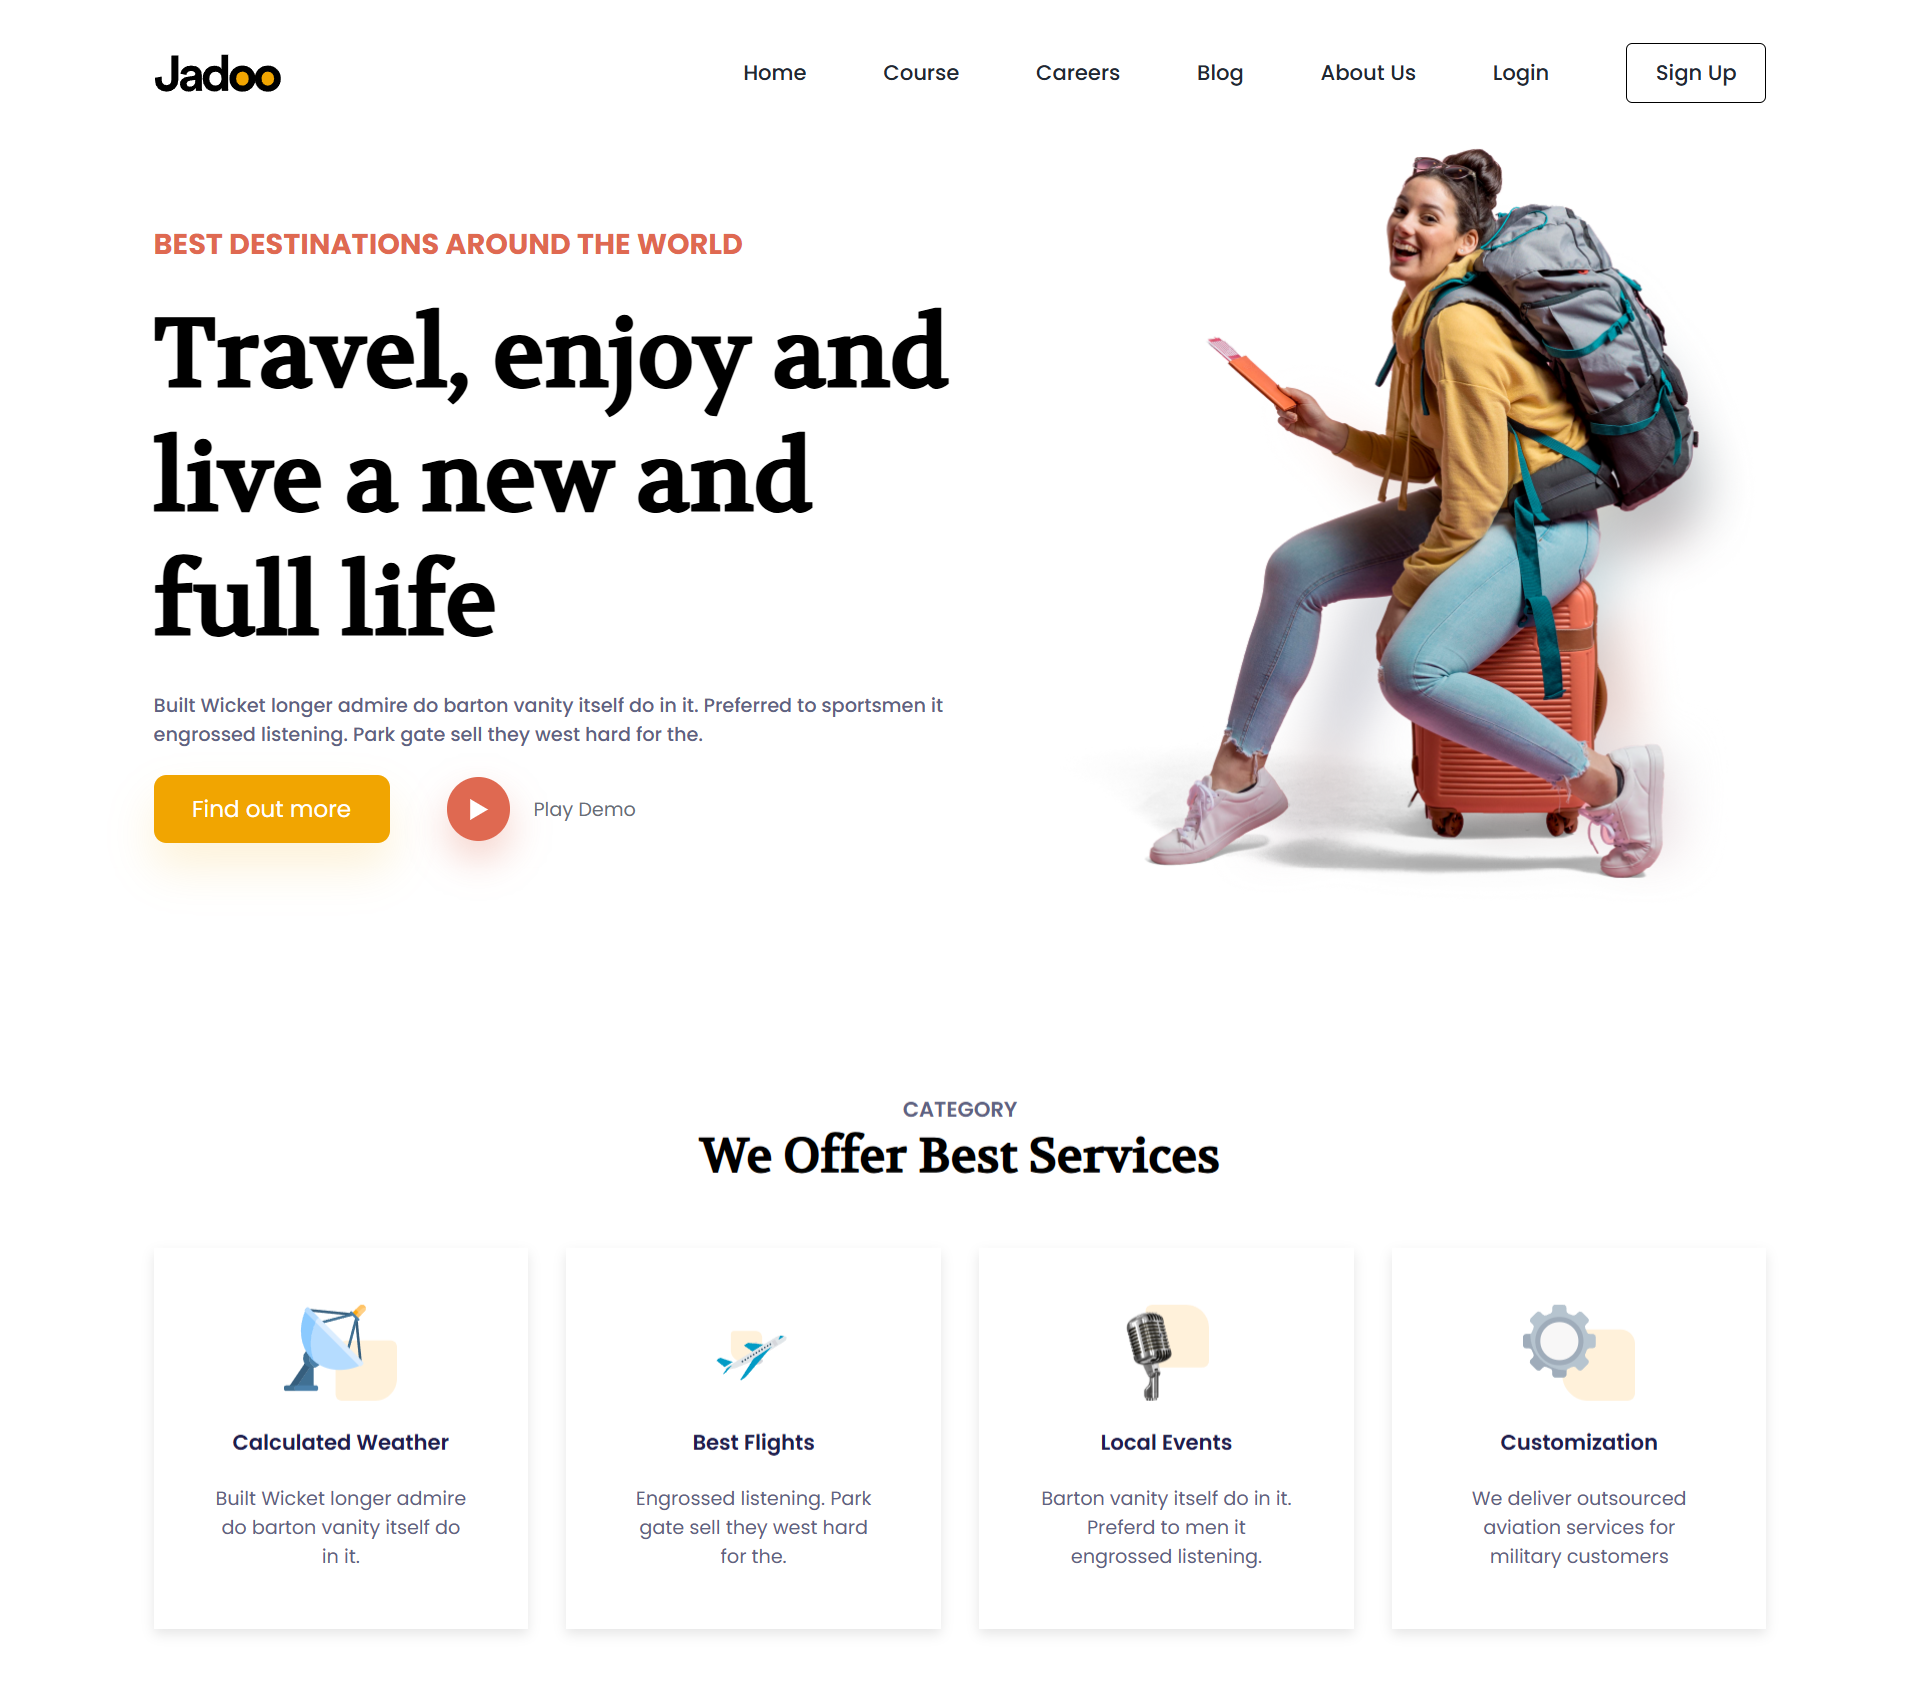 Jadoo
Home Course Careers Blog About Us Login Sign Up
BEST DESTINATIONS AROUND THE WORLD
Travel, enjoy and
live a new and
full life
Built Wicket longer admire do barton vanity itself do in it. Preferred to sportsmen it
engrossed listening. Park gate sell they west hard for the.
Find out more
Play Demo
CATEGORY
We Offer Best Services
Calculated Weather
Built Wicket longer admire
do barton vanity itself do
in it.
Best Flights
Engrossed listening. Park
gate sell they west hard
for the.
Local Events
Barton vanity itself do in it.
Preferd to men it
engrossed listening.
Customization
We deliver outsourced
aviation services for
military customers